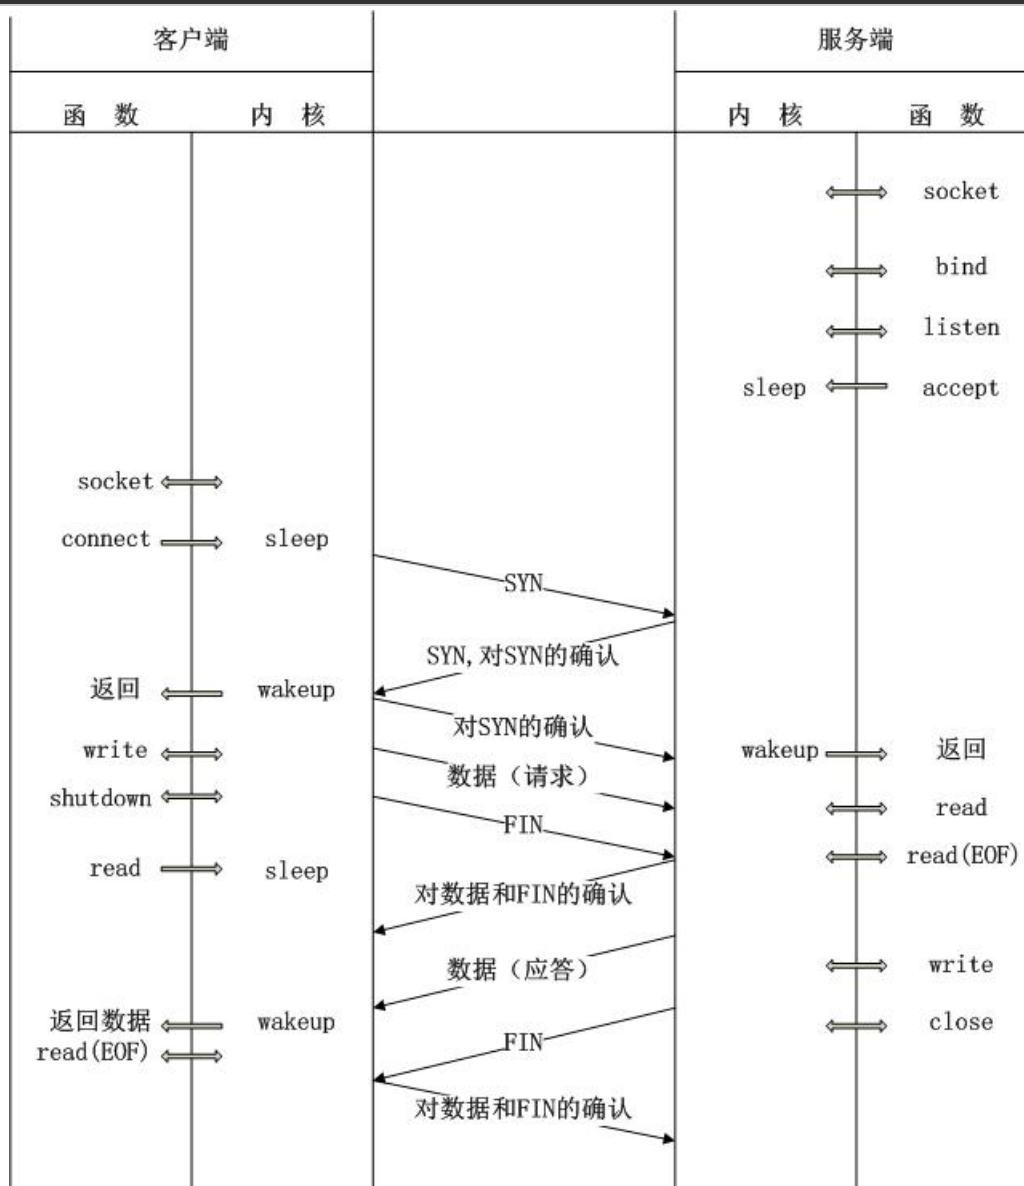 客户端
服务端
函 数
内 核
内 核
函 数
socket
bind
listen
sleep
accept
socket
connect
sleep
SYN
SYN,对SYN的确认
返回
wakeup
对SYN的确认
write
wakeup
返回
数据（请求）
shutdown
read
FIN
read(EOF)
read
sleep
对数据和FIN的确认
数据（应答）
write
返回数据
wakeup
close
FIN
read(EOF)
对数据和FIN的确认